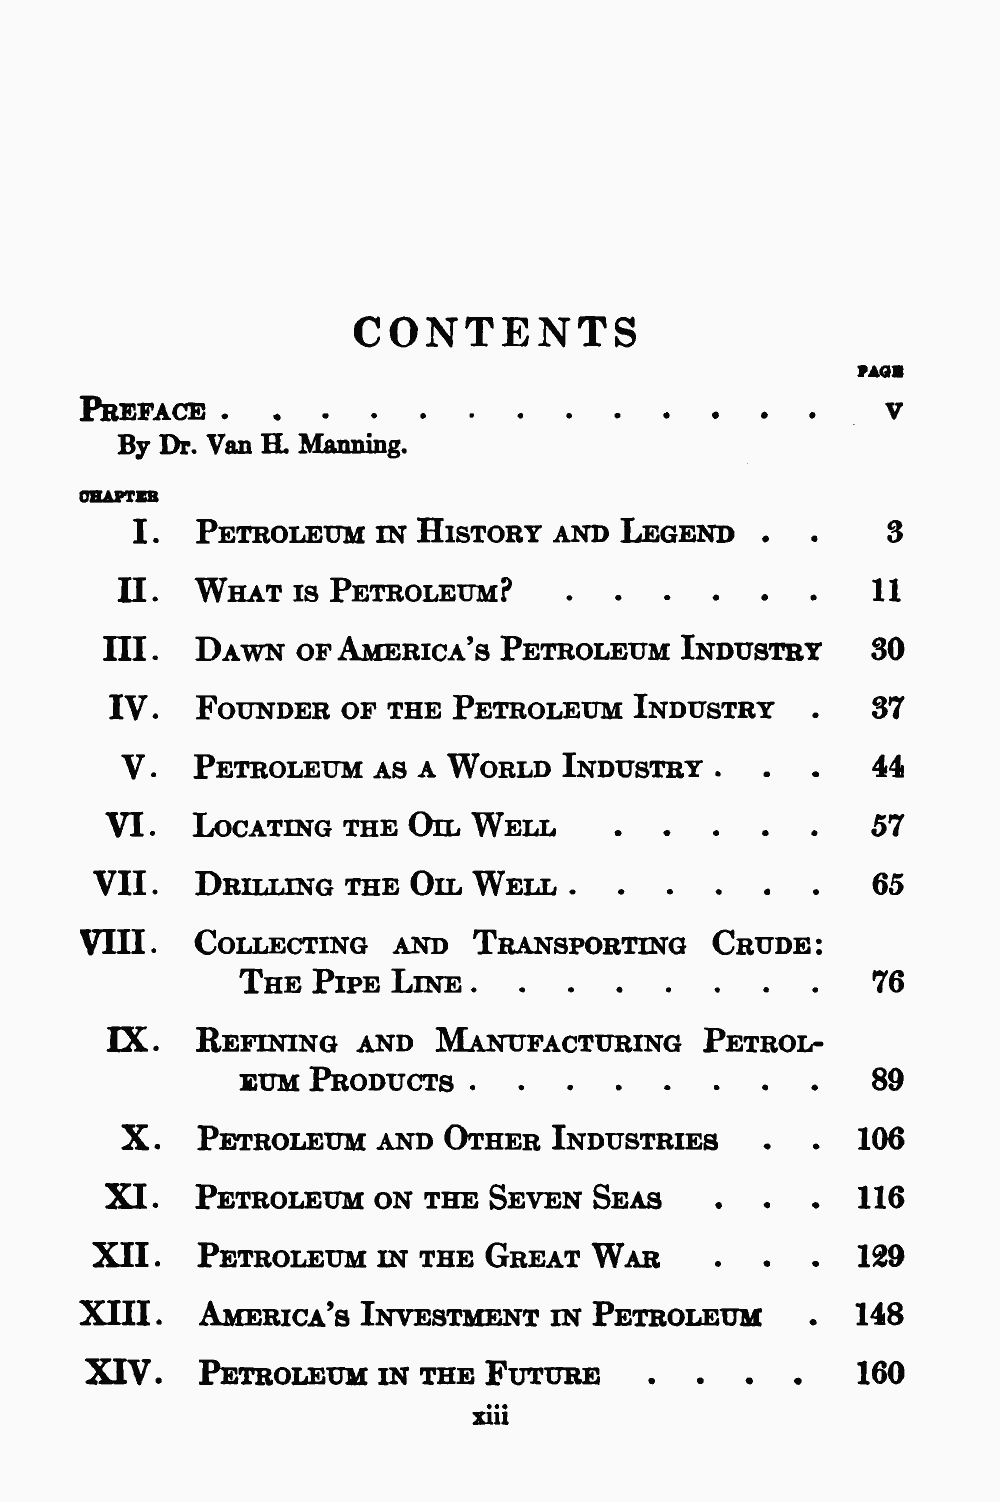 CONTENTS
PAGE
PREFACE . . . . . . . . . . . . . v
By Dr. Van H. Manning.
CHAPTER
I. PETROLEUM IN HISTORY AND LEGEND . . 3
II. WHAT IS PETROLEUM? . . . . . . 11
III. DAWN OF AMERICA'S PETROLEUM INDUSTRY 30
IV. FOUNDER OF THE PETROLEUM INDUSTRY . 37
V. PETROLEUM AS A WORLD INDUSTRY . . . 44
VI. LOCATING THE OIL WELL . . . . . 57
VII. DRILLING THE OIL WELL . . . . . . 65
VIII. COLLECTING AND TRANSPORTING CRUDE:
THE PIPE LINE . . . . . . . . 76
IX. REFINING AND MANUFACTURING PETROL-
EUM PRODUCTS . . . . . . . . 89
X. PETROLEUM AND OTHER INDUSTRIES . . 106
XI. PETROLEUM ON THE SEVEN SEAS . . . 116
XII. PETROLEUM IN THE GREAT WAR . . . 129
XIII. AMERICA'S INVESTMENT IN PETROLEUM . 148
XIV. PETROLEUM IN THE FUTURE . . . . 160
xiii